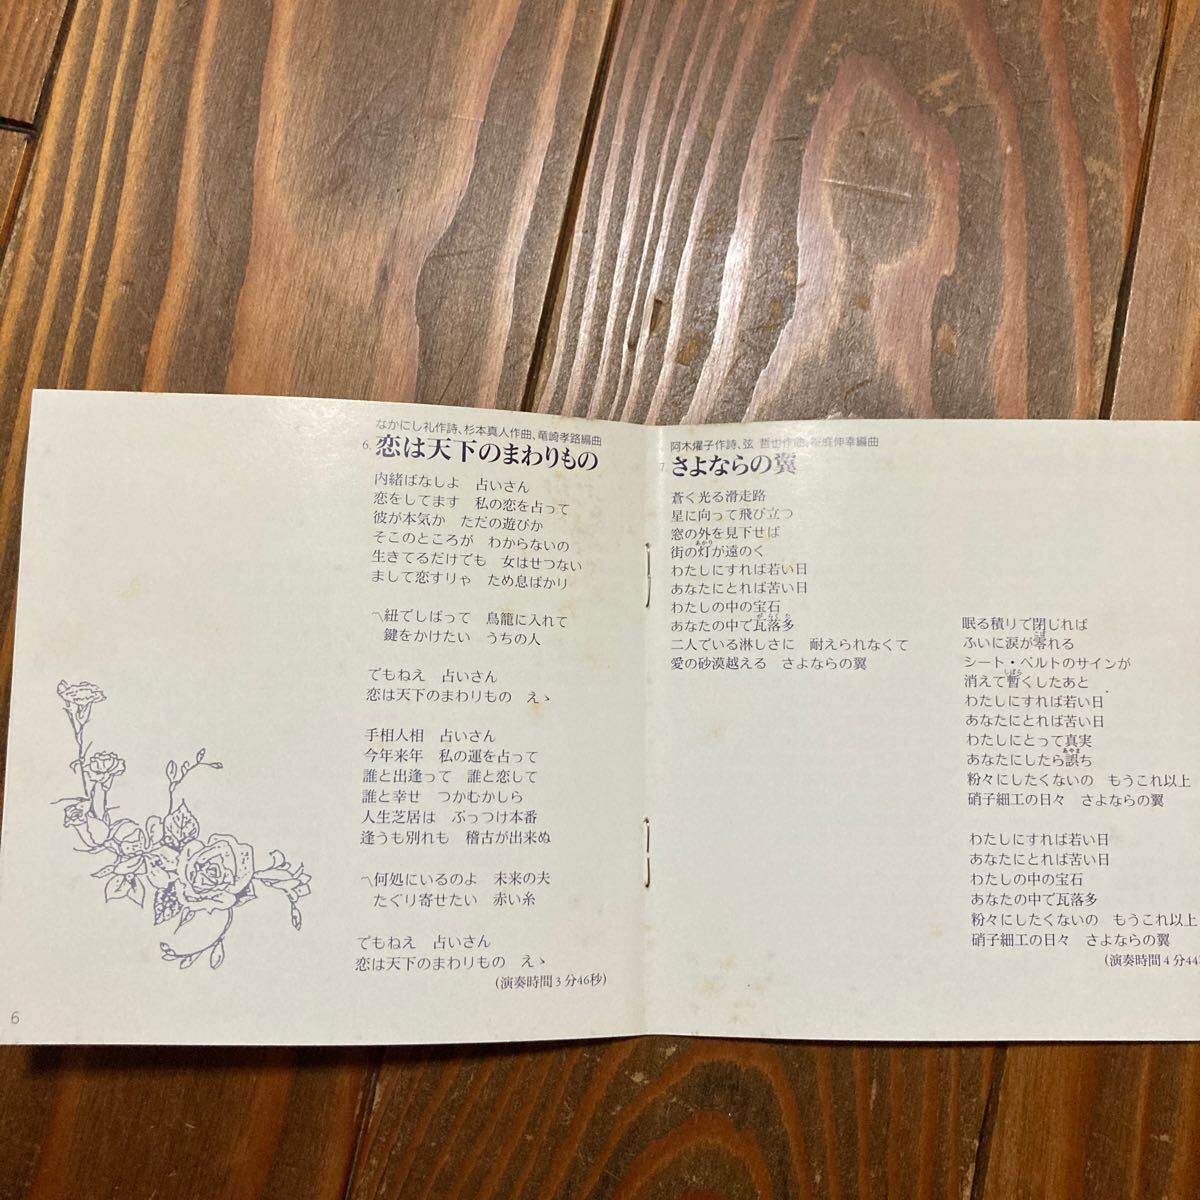 なかにし礼作詩、杉本真人作曲、竜崎孝路編曲
6. 恋は天下のまわりもの
内緒ばなしよ　占いさん
恋をしてます　私の恋を占って
彼が本気か　ただの遊びか
そこのところが　わからないの
生きてるだけでも　女はせつない
まして恋すりゃ　ため息ばかり
〽紐でしばって　鳥籠に入れて
鍵をかけたい　うちの人
でもねえ　占いさん
恋は天下のまわりもの　えゝ
手相人相　占いさん
今年来年　私の運を占って
誰と出逢って　誰と恋して
誰と幸せ　つかむかしら
人生芝居は　ぶっつけ本番
逢うも別れも　稽古が出来ぬ
〽何処にいるのよ　未来の夫
たぐり寄せたい　赤い糸
でもねえ　占いさん
恋は天下のまわりもの　えゝ
(演奏時間3分46秒)
6
阿木燿子作詩、弦 哲也作曲、桜庭伸幸編曲
7. さよならの翼
蒼く光る滑走路
星に向って飛び立つ
窓の外を見下せば
街の灯が遠のく
わたしにすれば若い日
あなたにとれば苦い日
わたしの中の宝石
あなたの中で瓦落多
二人でいる淋しさに　耐えられなくて
愛の砂漠越える　さよならの翼
眠る積りで閉じれば
ふいに涙が零れる
シート・ベルトのサインが
消えて暫くしたあと
わたしにすれば若い日
あなたにとれば苦い日
わたしにとって真実
あなたにしたら誤ち
粉々にしたくないの　もうこれ以上
硝子細工の日々　さよならの翼
わたしにすれば若い日
あなたにとれば苦い日
わたしの中の宝石
あなたの中で瓦落多
粉々にしたくないの　もうこれ以上
硝子細工の日々　さよならの翼
(演奏時間4分44